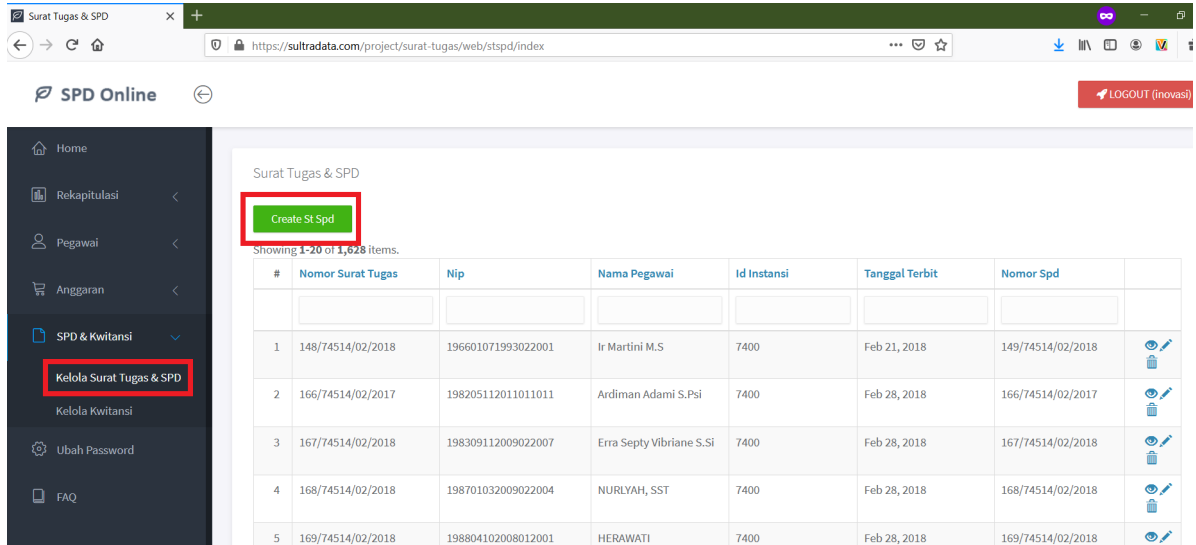 Surat Tugas & SPD
https://sultradata.com/project/surat-tugas/web/stspd/index
SPD Online
LOGOUT (inovasi)
Home
Rekapitulasi
Pegawai
Anggaran
SPD & Kwitansi
Kelola Surat Tugas & SPD
Kelola Kwitansi
Ubah Password
FAQ
Surat Tugas & SPD
Create St Spd
Showing 1-20 of 1,628 items.
# Nomor Surat Tugas Nip Nama Pegawai Id Instansi Tanggal Terbit Nomor Spd
1 148/74514/02/2018 196601071993022001 Ir Martini M.S 7400 Feb 21, 2018 149/74514/02/2018
2 166/74514/02/2017 198205112011011011 Ardiman Adami S.Psi 7400 Feb 28, 2018 166/74514/02/2017
3 167/74514/02/2018 198309112009022007 Erra Septy Vibriane S.Si 7400 Feb 28, 2018 167/74514/02/2018
4 168/74514/02/2018 198701032009022004 NURLYAH, SST 7400 Feb 28, 2018 168/74514/02/2018
5 169/74514/02/2018 198804102008012001 HERAWATI 7400 Feb 28, 2018 169/74514/02/2018